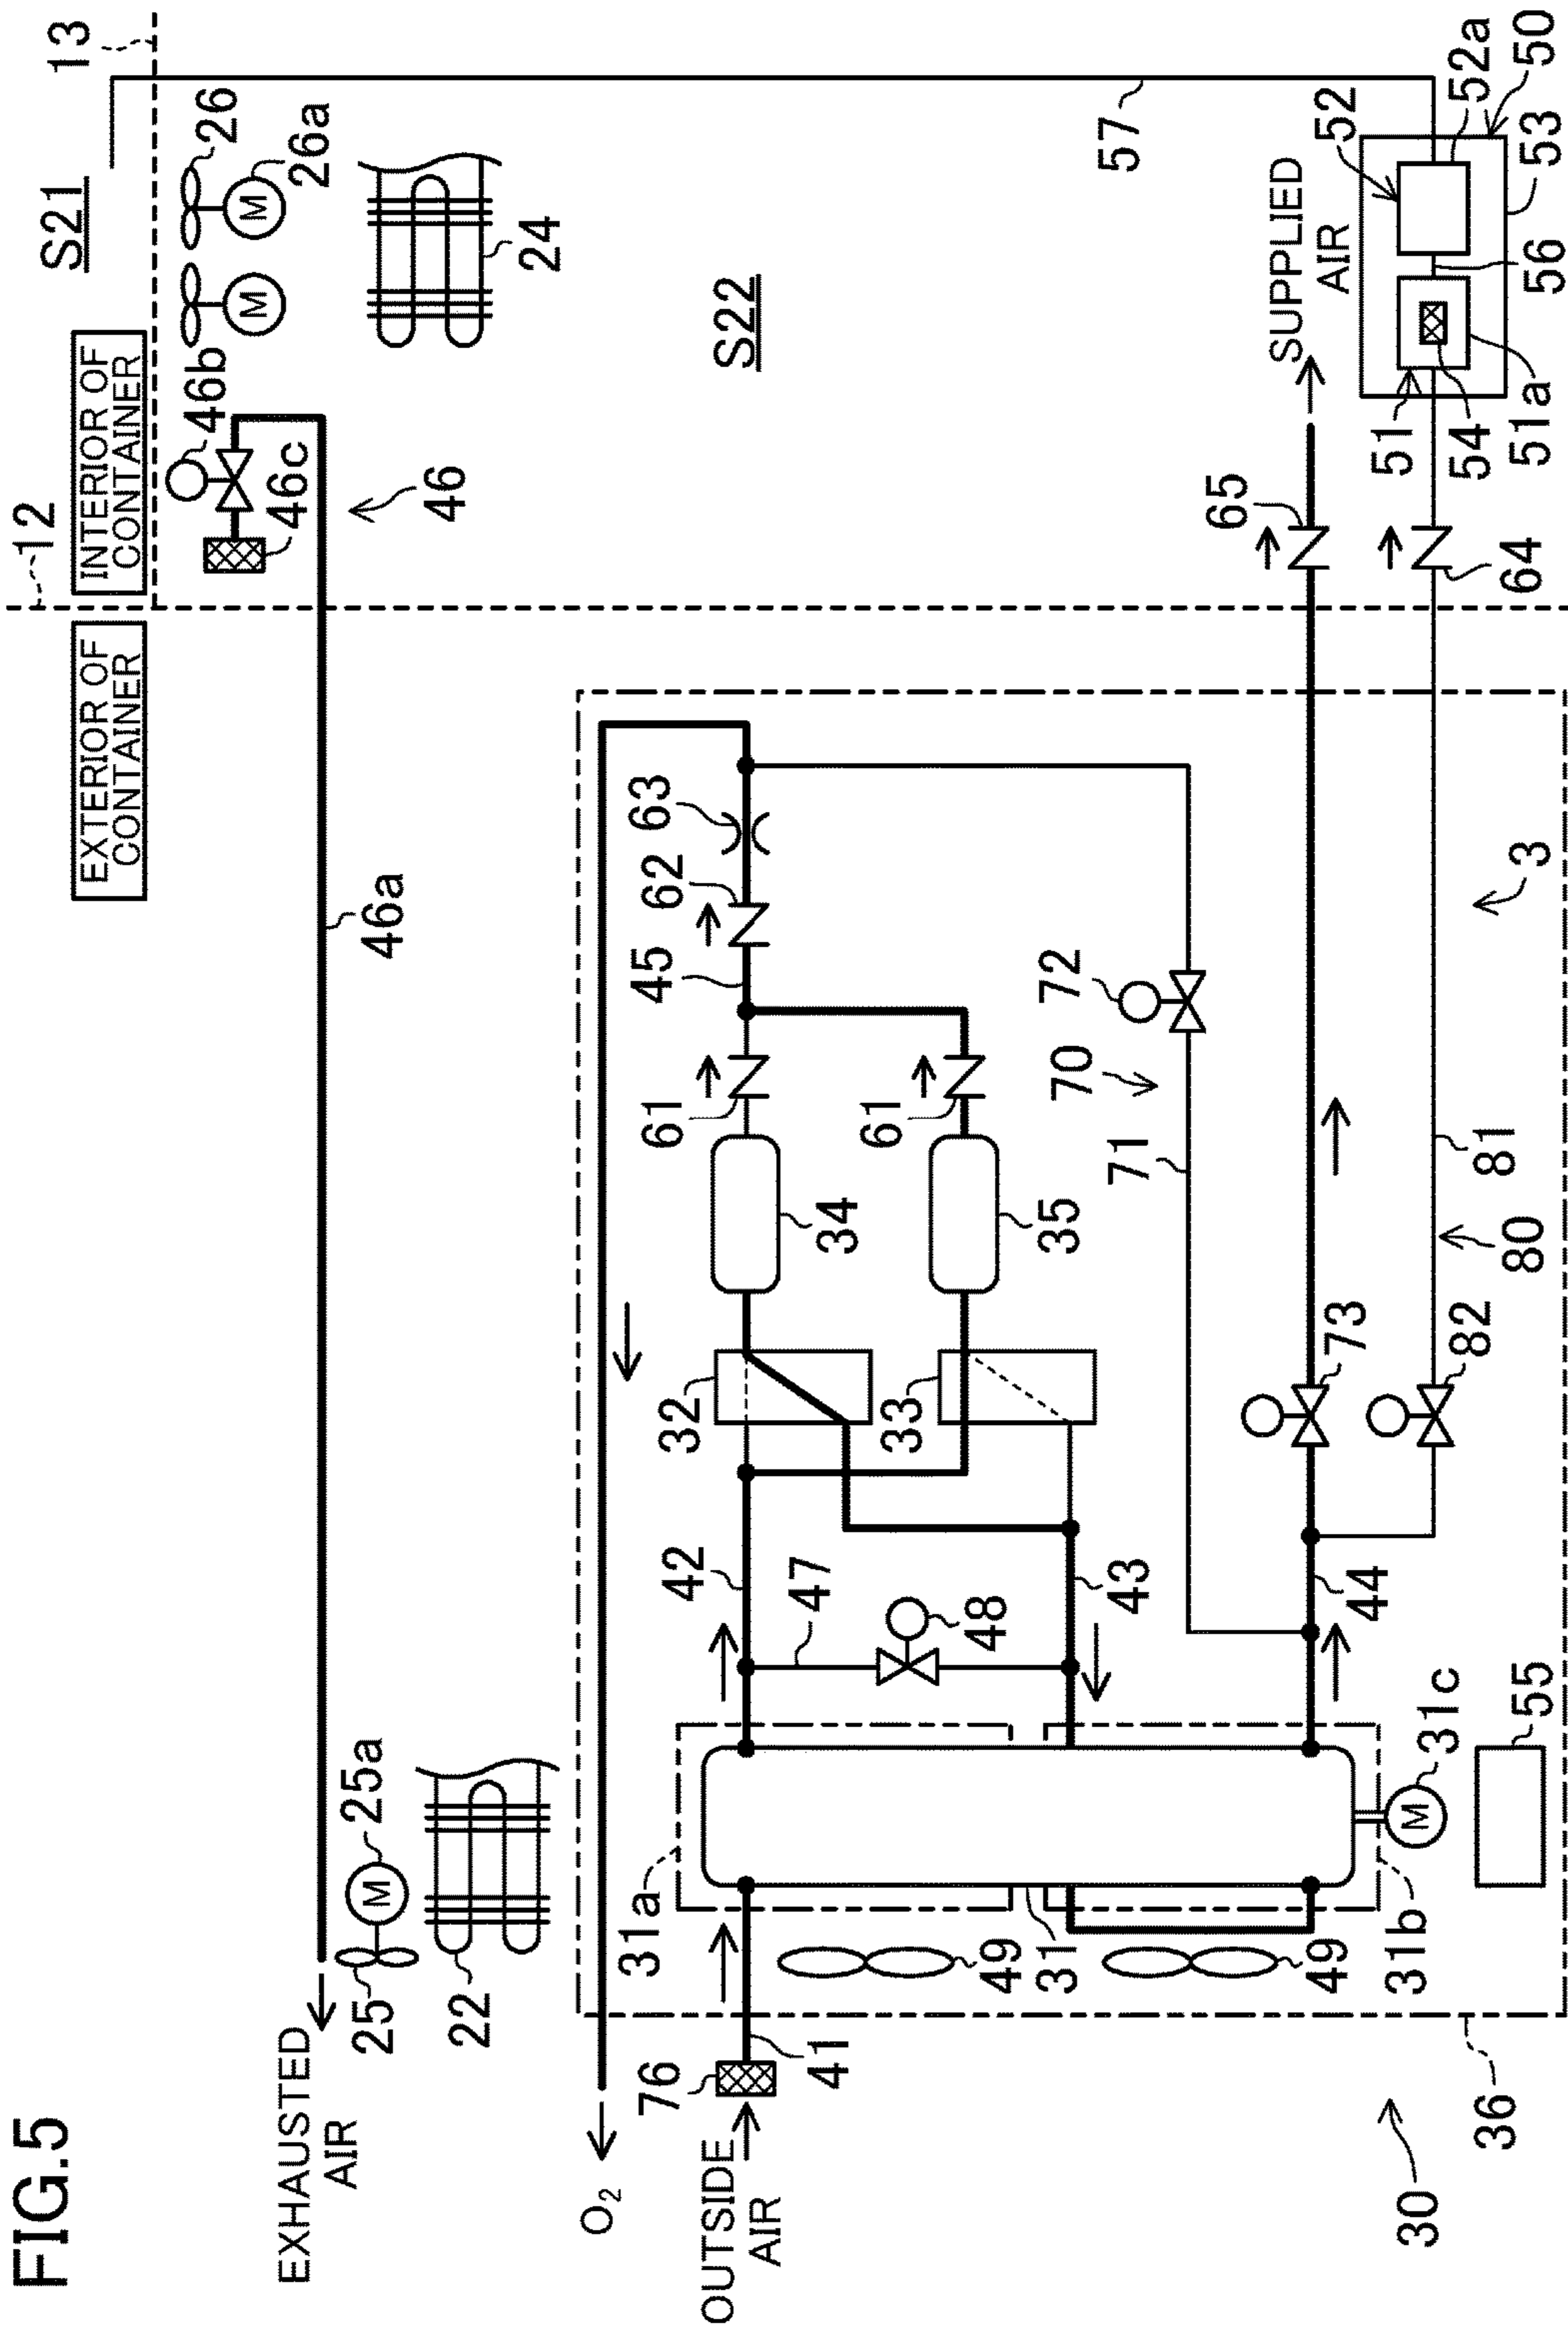 FIG.5
EXTERIOR OF
CONTAINER
12
INTERIOR OF
CONTAINER
S21
13
EXHAUSTED
AIR
25
25a
M
22
46a
46
46b
46c
M
M
26
26a
24
S22
O₂
OUTSIDE
AIR
76
41
31a
42
47
48
43
32
33
34
35
61
61
45
62
63
49
31
49
31b
M
31c
55
44
73
82
71
70
72
80
81
3
65
64
SUPPLIED
AIR
57
51
54
51a
56
52
52a
53
50
36
30